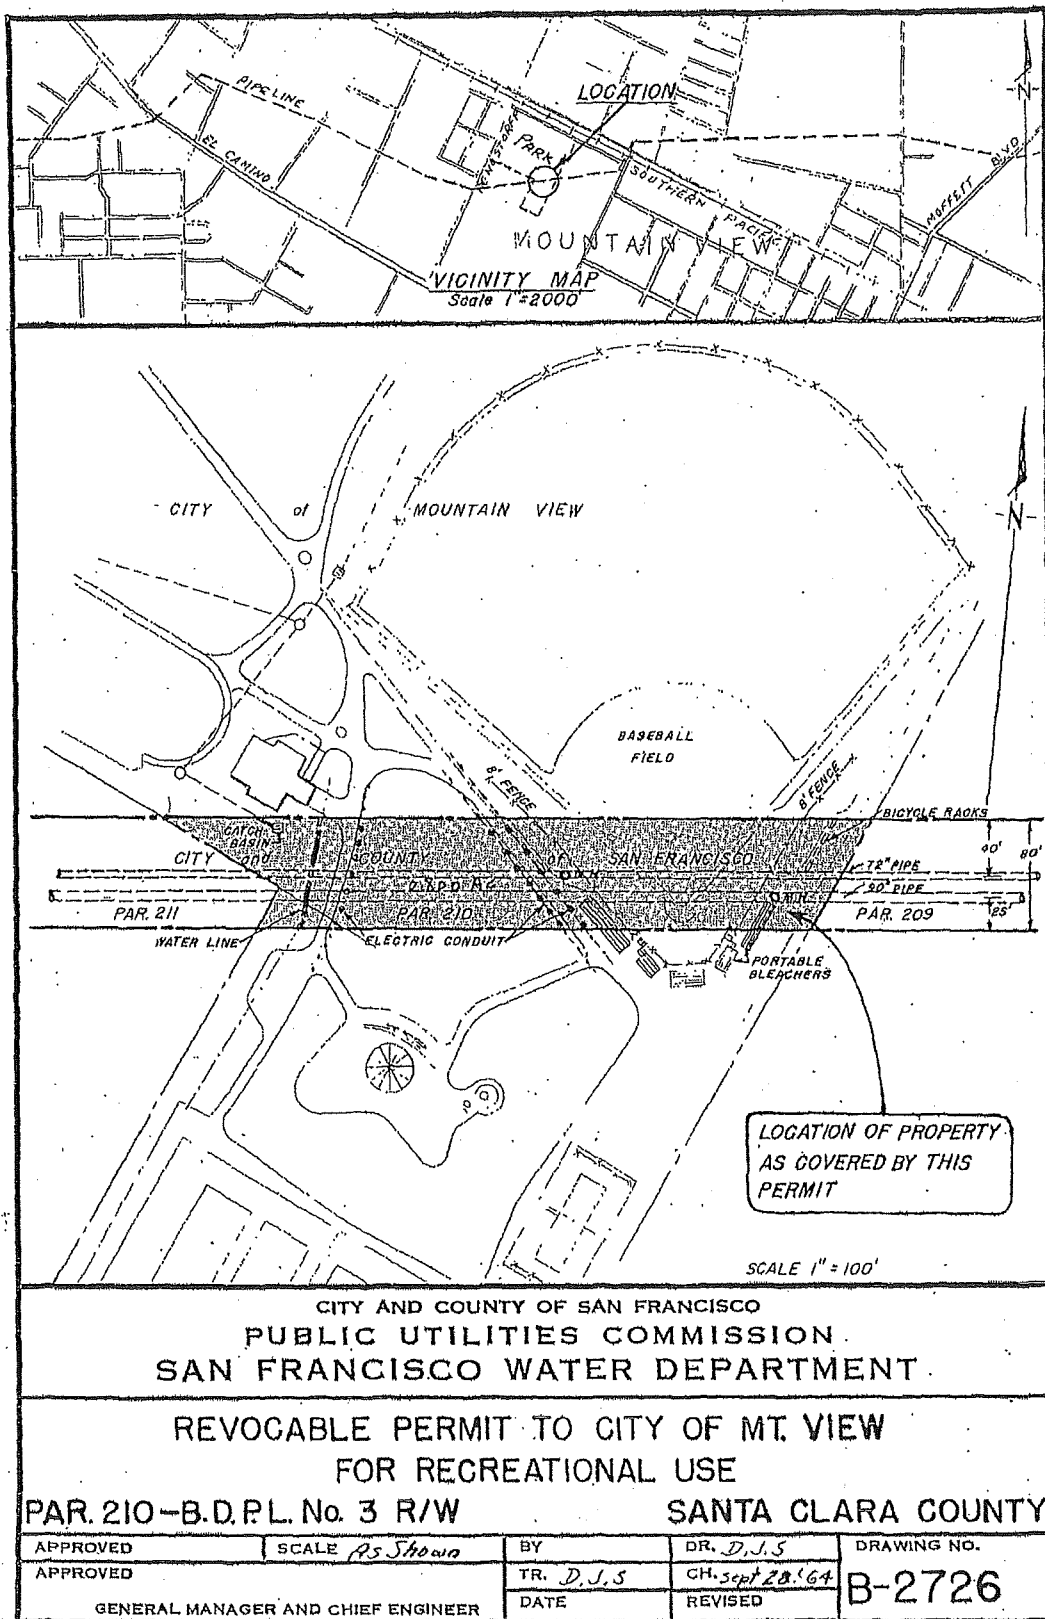 PIPELINE
EL CAMINO
LOCATION
PARK
SOUTHERN PACIFIC
MOFFETT BLVD
N
MOUNTAIN VIEW
VICINITY MAP
Scale 1"=2000'
CITY of MOUNTAIN VIEW
N
BASEBALL
FIELD
8' FENCE
8' FENCE
BICYCLE RACKS
CATCH
BASIN
CITY and COUNTY of SAN FRANCISCO
40'
80'
72" PIPE
90" PIPE
25'
M.H.
PAR. 211
PAR. 210
PAR. 209
WATER LINE
ELECTRIC CONDUIT
PORTABLE
BLEACHERS
LOCATION OF PROPERTY
AS COVERED BY THIS
PERMIT
SCALE 1" = 100'
CITY AND COUNTY OF SAN FRANCISCO
PUBLIC UTILITIES COMMISSION
SAN FRANCISCO WATER DEPARTMENT
REVOCABLE PERMIT TO CITY OF MT. VIEW
FOR RECREATIONAL USE
PAR. 210-B.D.P.L. No. 3 R/W SANTA CLARA COUNTY
APPROVED SCALE As Shown BY DR. D.J.S DRAWING NO.
APPROVED TR. D.J.S CH. Sept 28, '64 B-2726
GENERAL MANAGER AND CHIEF ENGINEER DATE REVISED